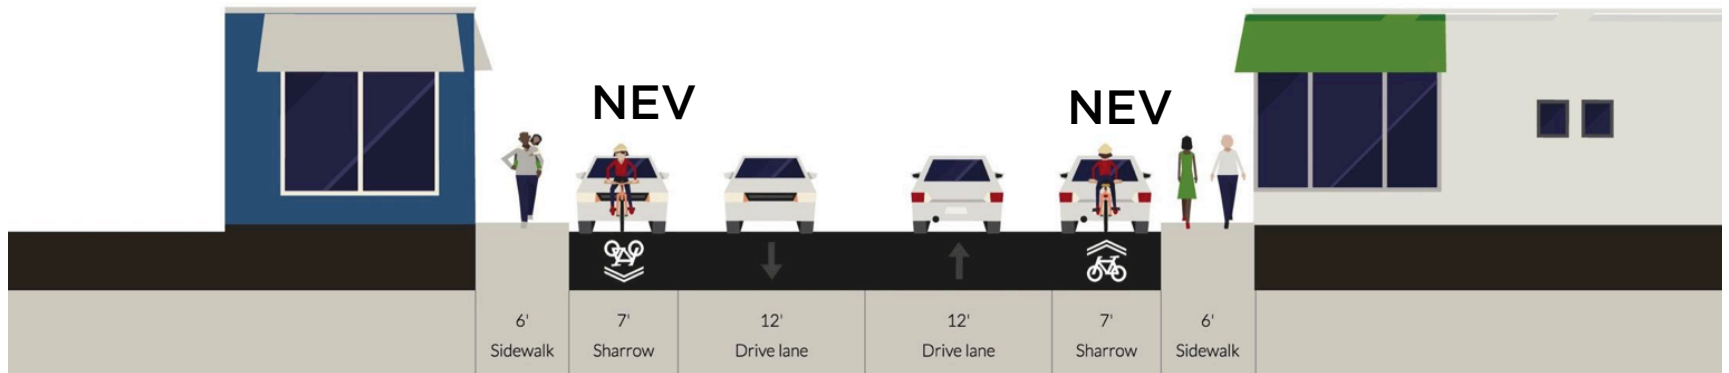 NEV
NEV
6' 7' 12' 12' 7' 6'
Sidewalk Sharrow Drive lane Drive lane Sharrow Sidewalk